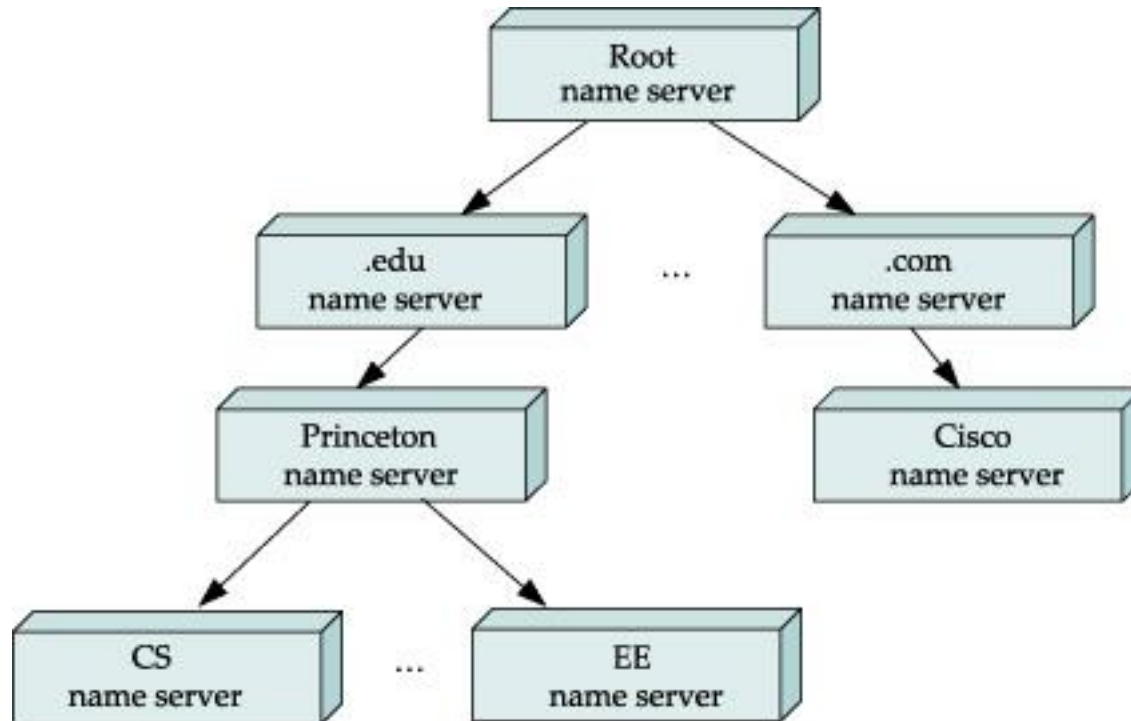 Root
name server
.edu
name server
...
.com
name server
Princeton
name server
Cisco
name server
CS
name server
...
EE
name server